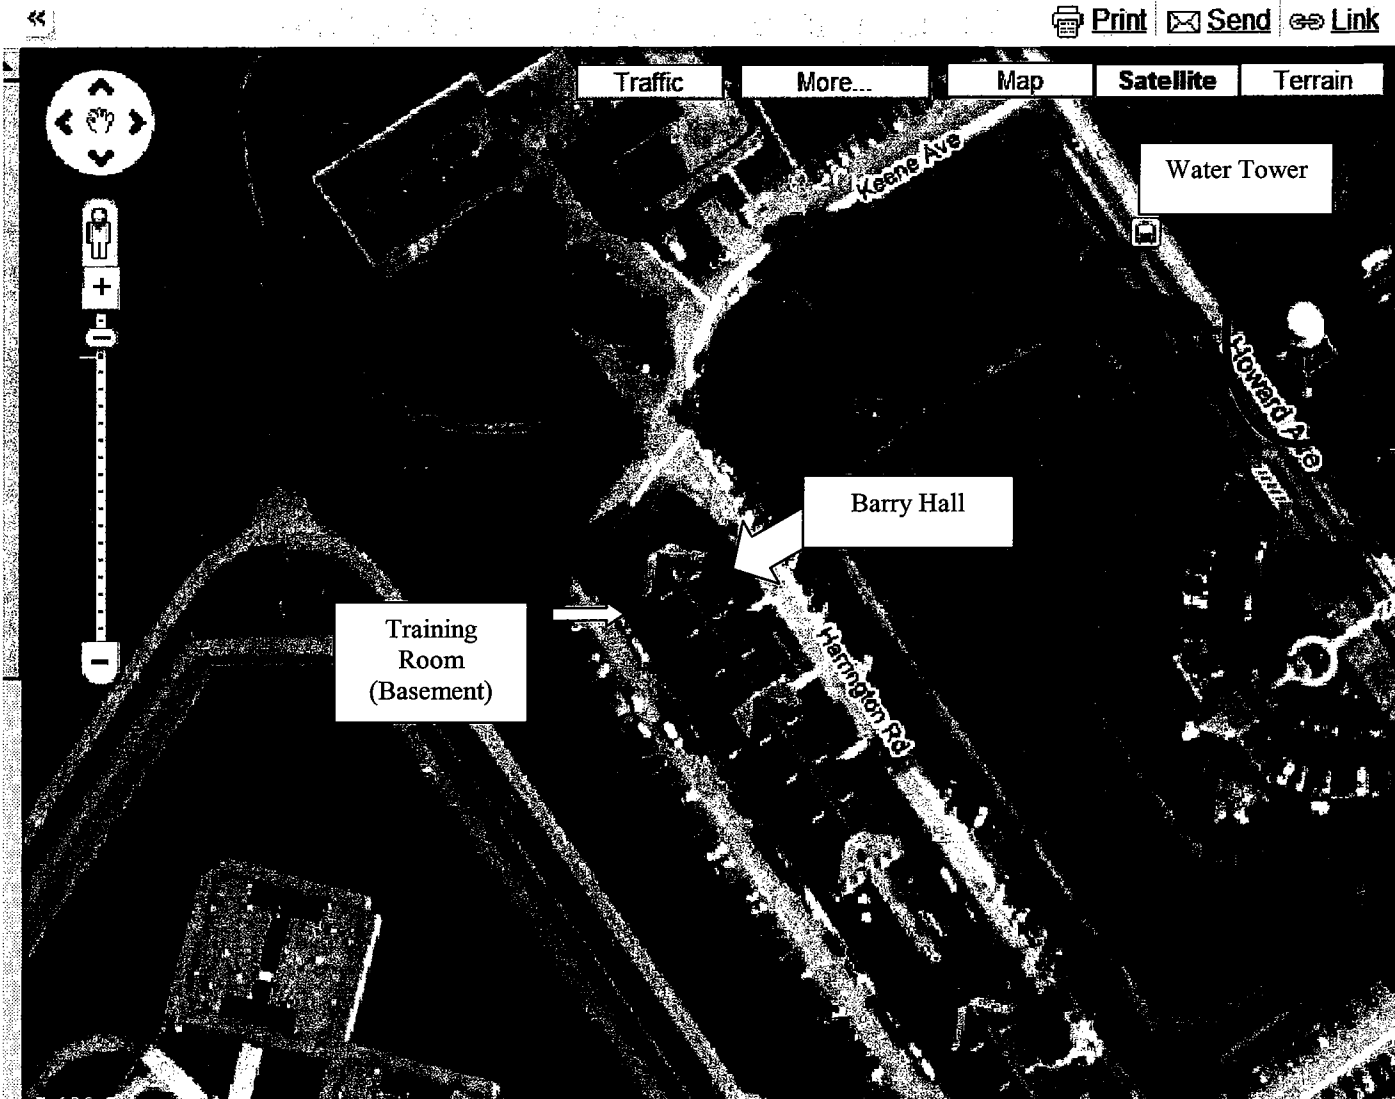 «
Print Send Link
Traffic More... Map Satellite Terrain
Keene Ave
Water Tower
Howard Ave
Barry Hall
Training
Room
(Basement)
Harrington Rd